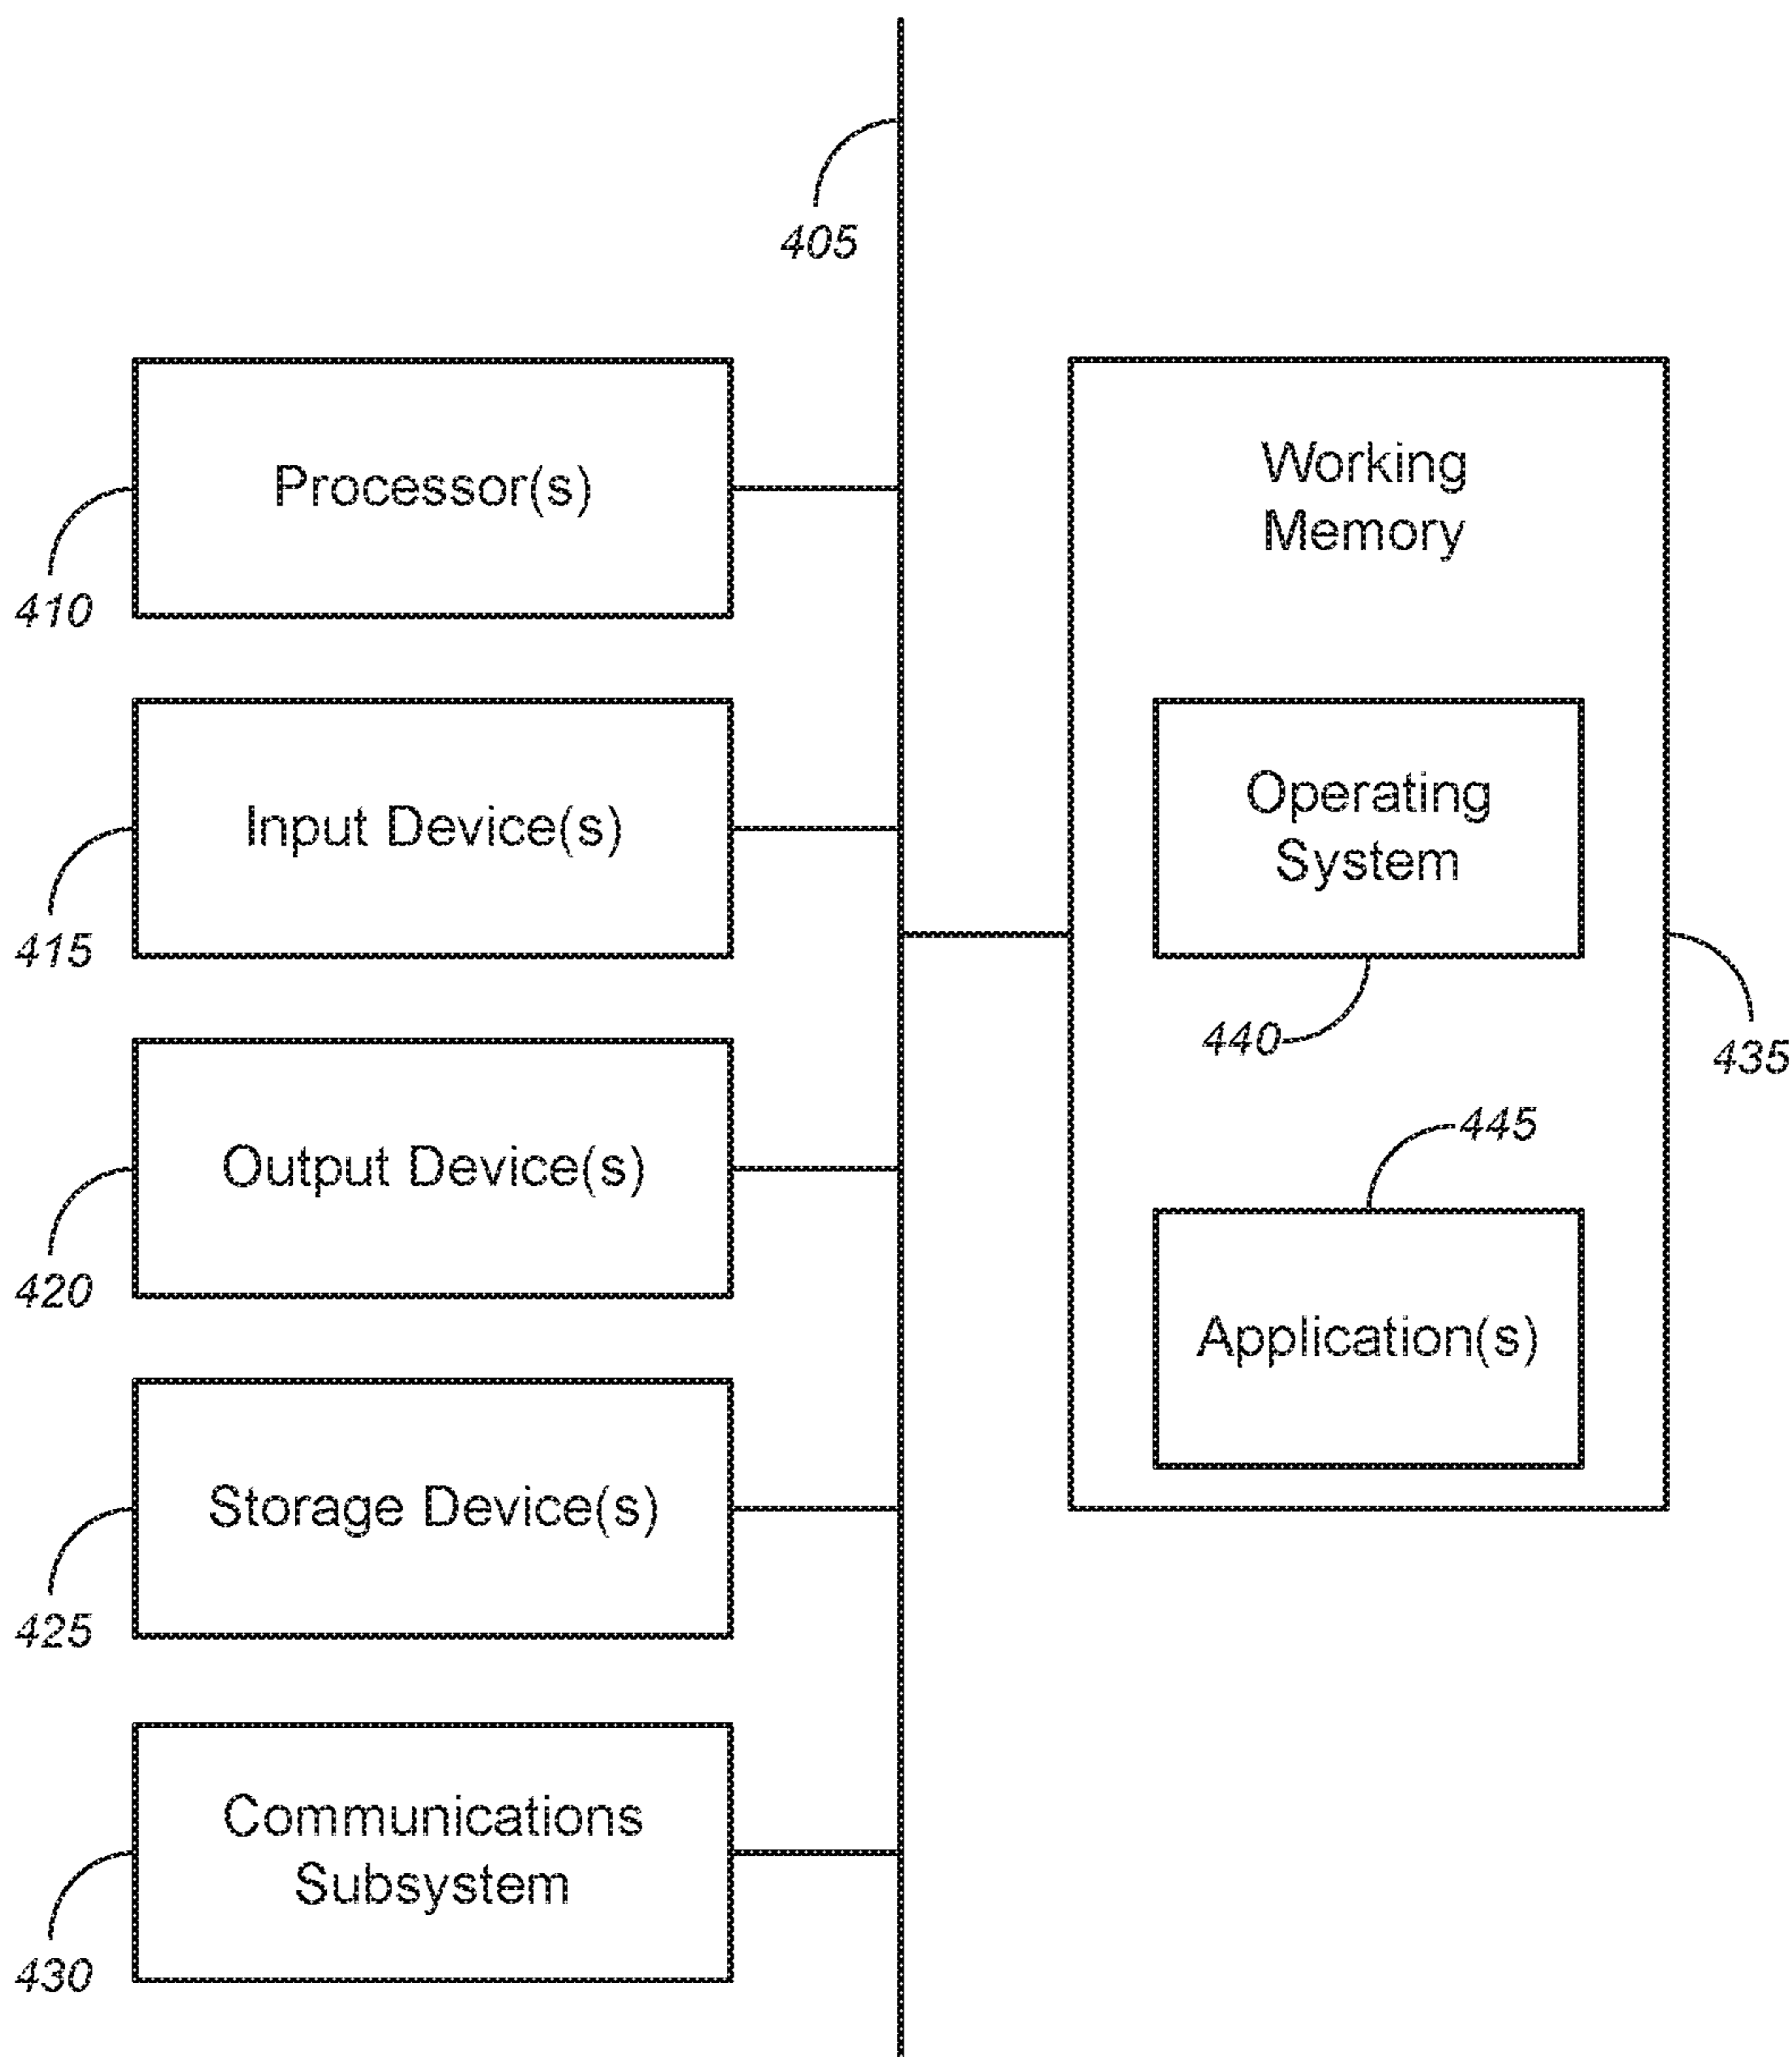 405
Processor(s)
410
Input Device(s)
415
Output Device(s)
420
Storage Device(s)
425
Communications
Subsystem
430
Working
Memory
Operating
System
440
435
445
Application(s)